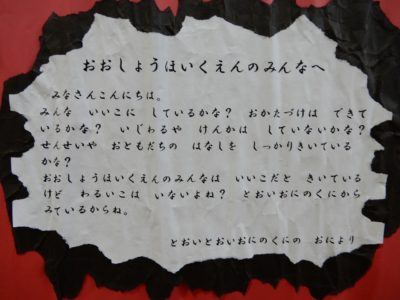 おおしょうほいくえんのみんなへ
みなさんこんにちは。
みんな いいこに しているかな? おかたづけは できて
いるかな? いじわるや けんかは していないかな?
せんせいや おともだちの はなしを しっかりきいている
かな?
おおしょうほいくえんのみんなは いいこだと きいている
けど わるいこは いないよね? とおいおにのくにから
みているからね。
とおいとおいおにのくにの おにより